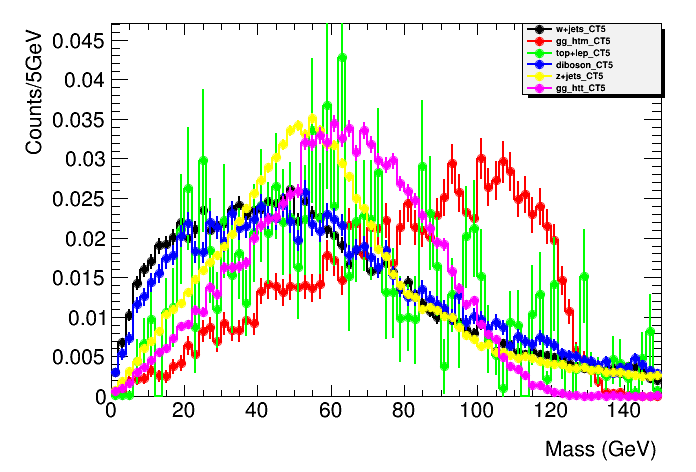 0.045
0.04
0.035
0.03
0.025
0.02
0.015
0.01
0.005
0
Counts/5GeV
w+jets_CT5
gg_htm_CT5
top+lep_CT5
diboson_CT5
z+jets_CT5
gg_htt_CT5
0 20 40 60 80 100 120 140
Mass (GeV)